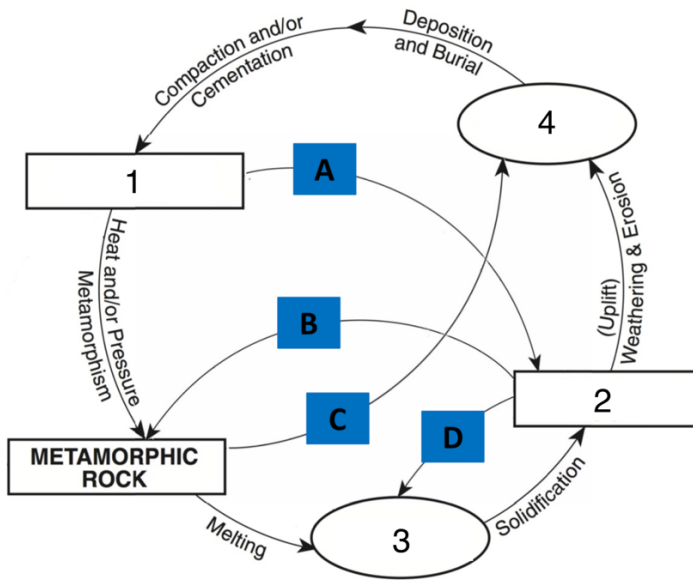 Deposition
and Burial
Compaction and/or
Cementation
4
1
A
Heat and/or Pressure
Metamorphism
(Uplift)
Weathering & Erosion
B
2
C
D
METAMORPHIC
ROCK
Melting
3
Solidification